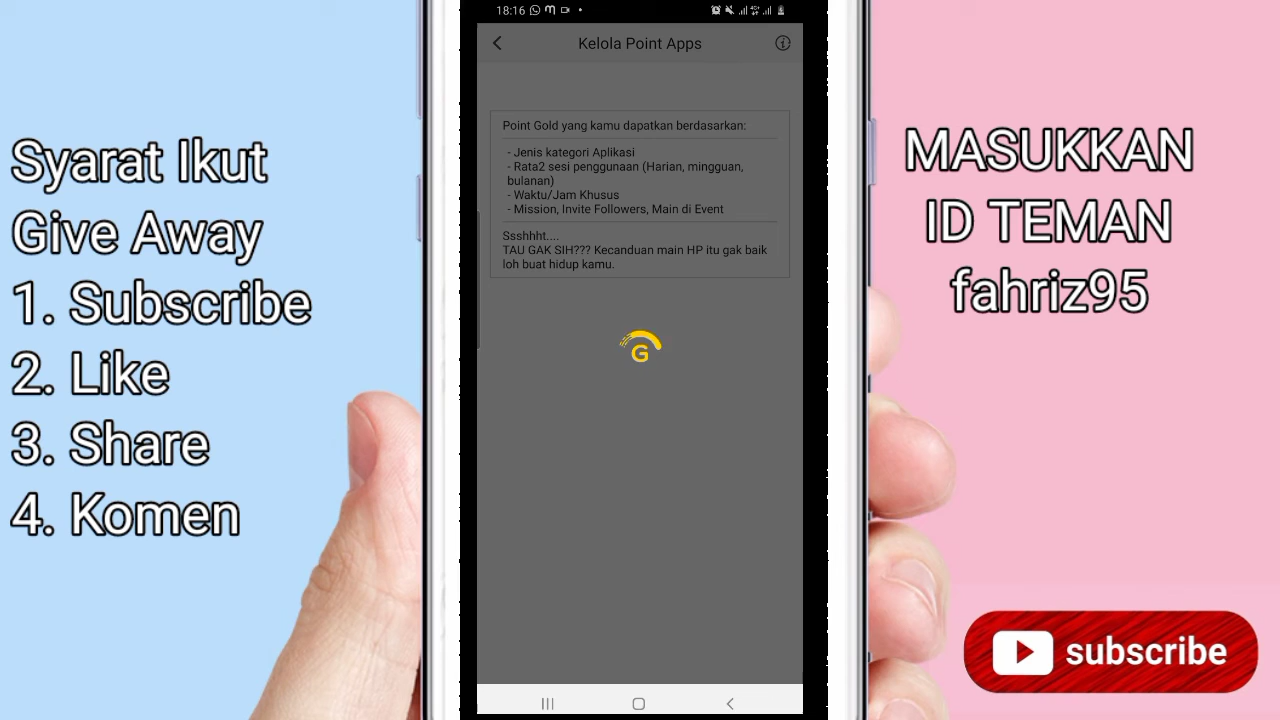 Syarat Ikut
Give Away
1. Subscribe
2. Like
3. Share
4. Komen
18:16
Kelola Point Apps
Point Gold yang kamu dapatkan berdasarkan:
- Jenis kategori Aplikasi
- Rata2 sesi penggunaan (Harian, mingguan,
bulanan)
- Waktu/Jam Khusus
- Mission, Invite Followers, Main di Event
Ssshhht....
TAU GAK SIH??? Kecanduan main HP itu gak baik
loh buat hidup kamu.
G
MASUKKAN
ID TEMAN
fahriz95
subscribe